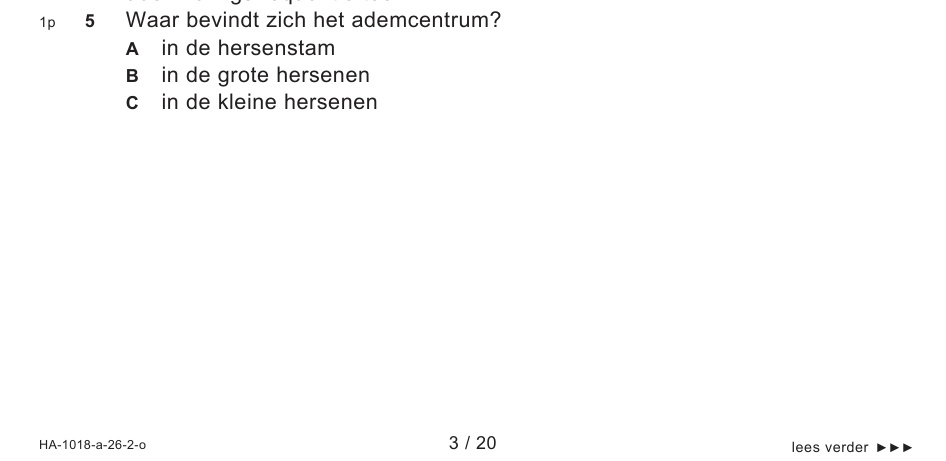 1p 5 Waar bevindt zich het ademcentrum?
A in de hersenstam
B in de grote hersenen
C in de kleine hersenen
HA-1018-a-26-2-o 3 / 20 lees verder ►►►